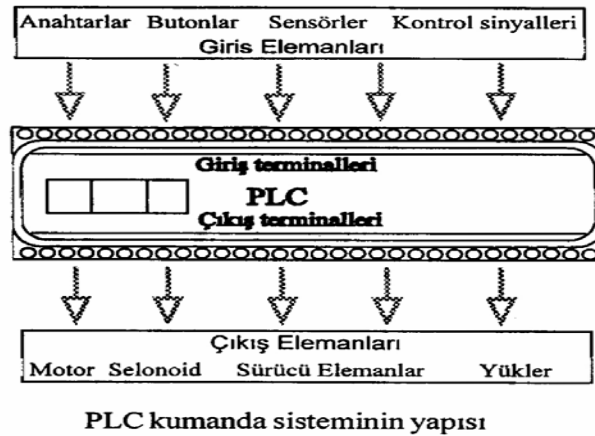 Anahtarlar Butonlar Sensörler Kontrol sinyalleri
Giris Elemanları
Giriş terminalleri
PLC
Çıkış terminalleri
Çıkış Elemanları
Motor Selonoid Sürücü Elemanlar Yükler
PLC kumanda sisteminin yapısı